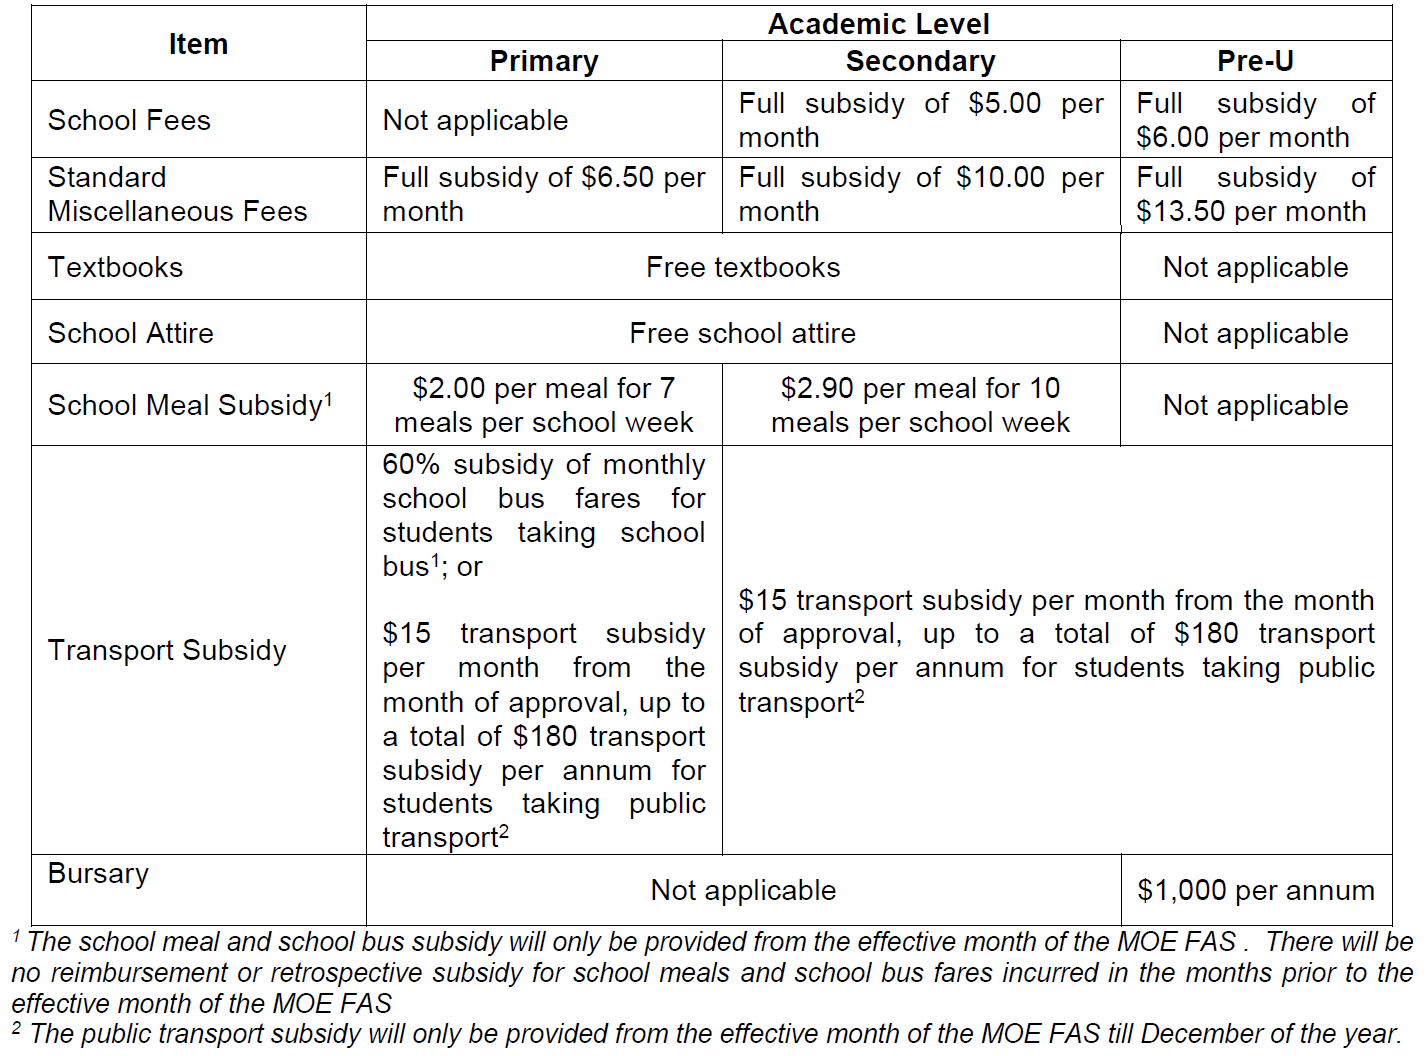 Item
Academic Level
Primary
Secondary
Pre-U
School Fees
Not applicable
Full subsidy of $5.00 per
month
Full subsidy of
$6.00 per month
Standard
Miscellaneous Fees
Full subsidy of $6.50 per
month
Full subsidy of $10.00 per
month
Full subsidy of
$13.50 per month
Textbooks
Free textbooks
Not applicable
School Attire
Free school attire
Not applicable
School Meal Subsidy¹
$2.00 per meal for 7
meals per school week
$2.90 per meal for 10
meals per school week
Not applicable
Transport Subsidy
60% subsidy of monthly
school bus fares for
students taking school
bus¹; or
$15 transport subsidy
per month from the
month of approval, up to
a total of $180 transport
subsidy per annum for
students taking public
transport²
$15 transport subsidy per month from the month
of approval, up to a total of $180 transport
subsidy per annum for students taking public
transport²
Bursary
Not applicable
$1,000 per annum
¹ The school meal and school bus subsidy will only be provided from the effective month of the MOE FAS . There will be
no reimbursement or retrospective subsidy for school meals and school bus fares incurred in the months prior to the
effective month of the MOE FAS
² The public transport subsidy will only be provided from the effective month of the MOE FAS till December of the year.